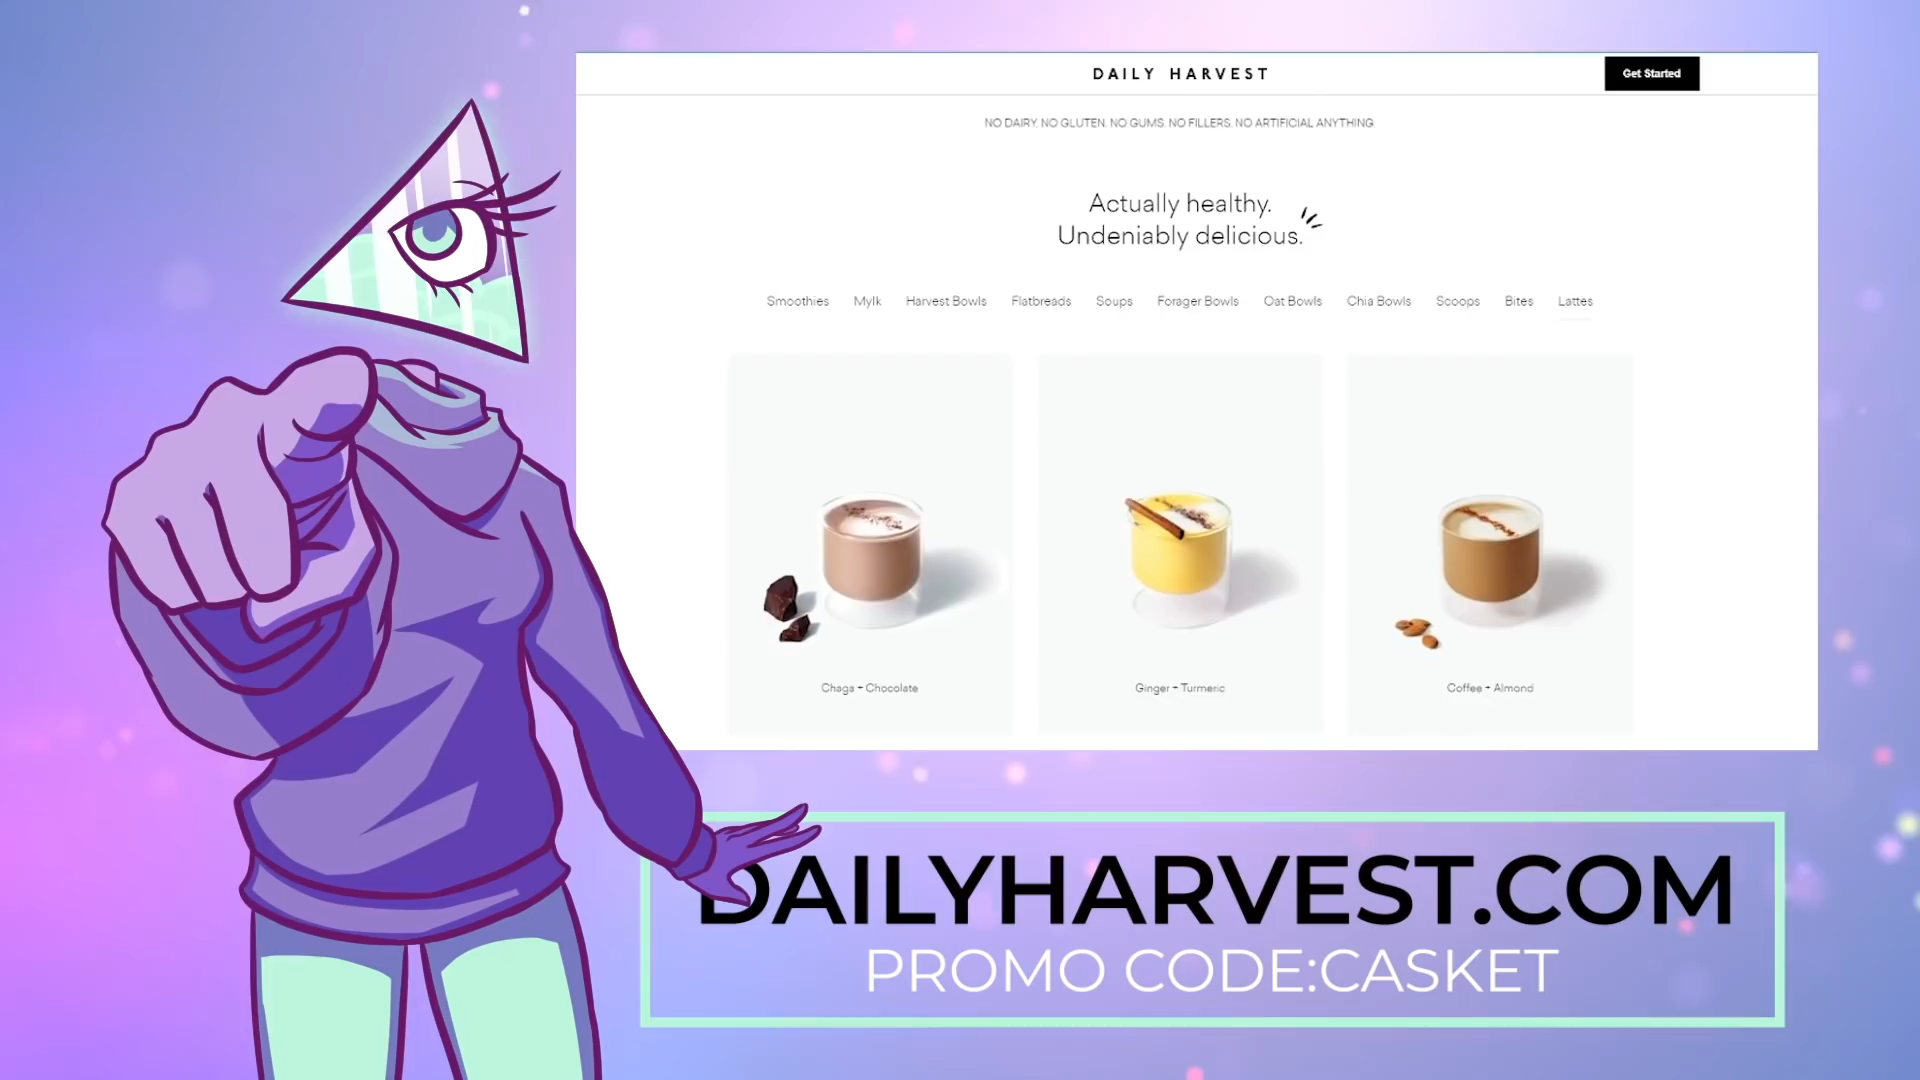 DAILY HARVEST
Get Started
NO DAIRY. NO GLUTEN. NO GUMS. NO FILLERS. NO ARTIFICIAL ANYTHING
Actually healthy.
Undeniably delicious.
Smoothies Mylk Harvest Bowls Flatbreads Soups Forager Bowls Oat Bowls Chia Bowls Scoops Bites Lattes
Chaga + Chocolate
Ginger + Turmeric
Coffee + Almond
DAILYHARVEST.COM
PROMO CODE:CASKET